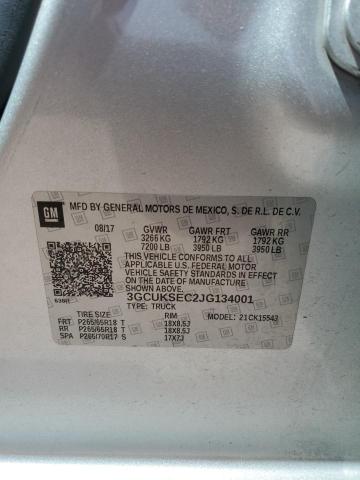 GM
MFD BY GENERAL MOTORS DE MEXICO, S. DE R.L. DE C.V.
08/17 GVWR GAWR FRT GAWR RR
3266 KG 1792 KG 1792 KG
7200 LB 3950 LB 3950 LB
THIS VEHICLE CONFORMS TO ALL
APPLICABLE U.S. FEDERAL MOTOR
VEHICLE SAFETY AND THEFT
PREVENTION STANDARDS IN EFFECT
ON THE DATE OF MANUFACTURE
SHOWN ABOVE.
3GCUKSEC2JG134001
TYPE: TRUCK MODEL: 21CK15543
TIRE SIZE RIM
FRT P265/65R18 T 18X8.5J
RR P265/65R18 T 18X8.5J
SPA P265/70R17 S 17X7J